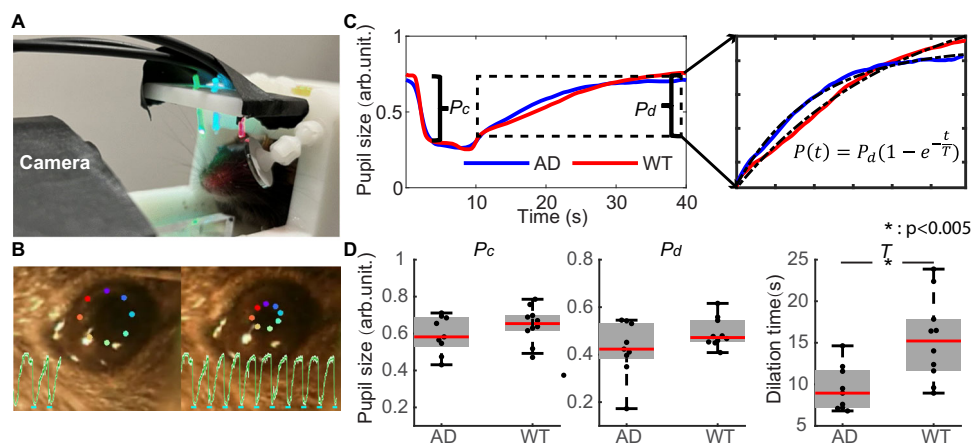 A
Camera
B
C
Pupil size (arb.unit.)
1
0.5
0
0
10
20
30
40
Time (s)
Pc
Pd
AD
WT
P(t) = Pd(1 − e^−t/T)
* : p<0.005
D
Pc
Pupil size (arb.unit.)
1
0.8
0.6
0.4
0.2
AD
WT
Pd
0.8
0.6
0.4
0.2
AD
WT
T
*
Dilation time(s)
25
20
15
10
5
AD
WT